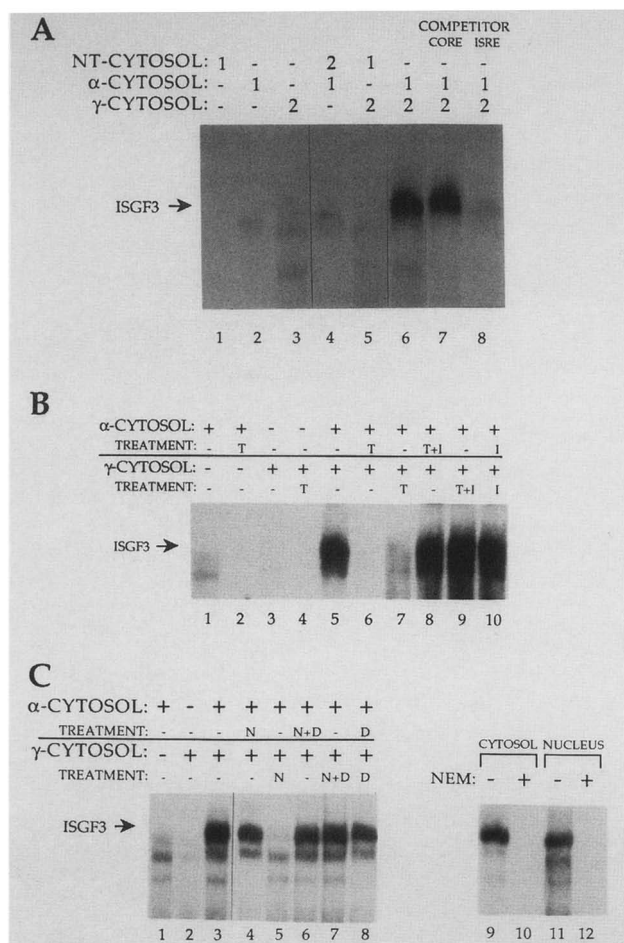 A
COMPETITOR
CORE ISRE
NT-CYTOSOL: 1 - - 2 1 - - -
α-CYTOSOL: - 1 - 1 - 1 1 1
γ-CYTOSOL: - - 2 - 2 2 2 2
ISGF3
1 2 3 4 5 6 7 8
B
α-CYTOSOL: + + - - + + + + + +
TREATMENT: - T - - - T - T+I - I
γ-CYTOSOL: - - + + + + + + + +
TREATMENT: - - - T - - T - T+I I
ISGF3
1 2 3 4 5 6 7 8 9 10
C
α-CYTOSOL: + - + + + + + +
TREATMENT: - - - N - N+D - D
γ-CYTOSOL: - + + + + + + +
TREATMENT: - - - - N - N+D D
CYTOSOL NUCLEUS
NEM: - + - +
ISGF3
1 2 3 4 5 6 7 8
9 10 11 12